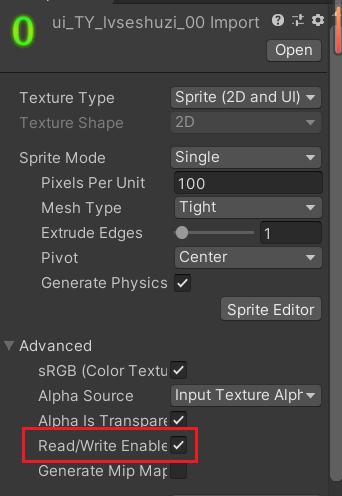 0
ui_TY_lvseshuzi_00 Import
Open
Texture Type Sprite (2D and UI)
Texture Shape 2D
Sprite Mode Single
Pixels Per Unit 100
Mesh Type Tight
Extrude Edges 1
Pivot Center
Generate Physics
Sprite Editor
Advanced
sRGB (Color Textu
Alpha Source Input Texture Alph
Alpha Is Transpare
Read/Write Enable
Generate Mip Map